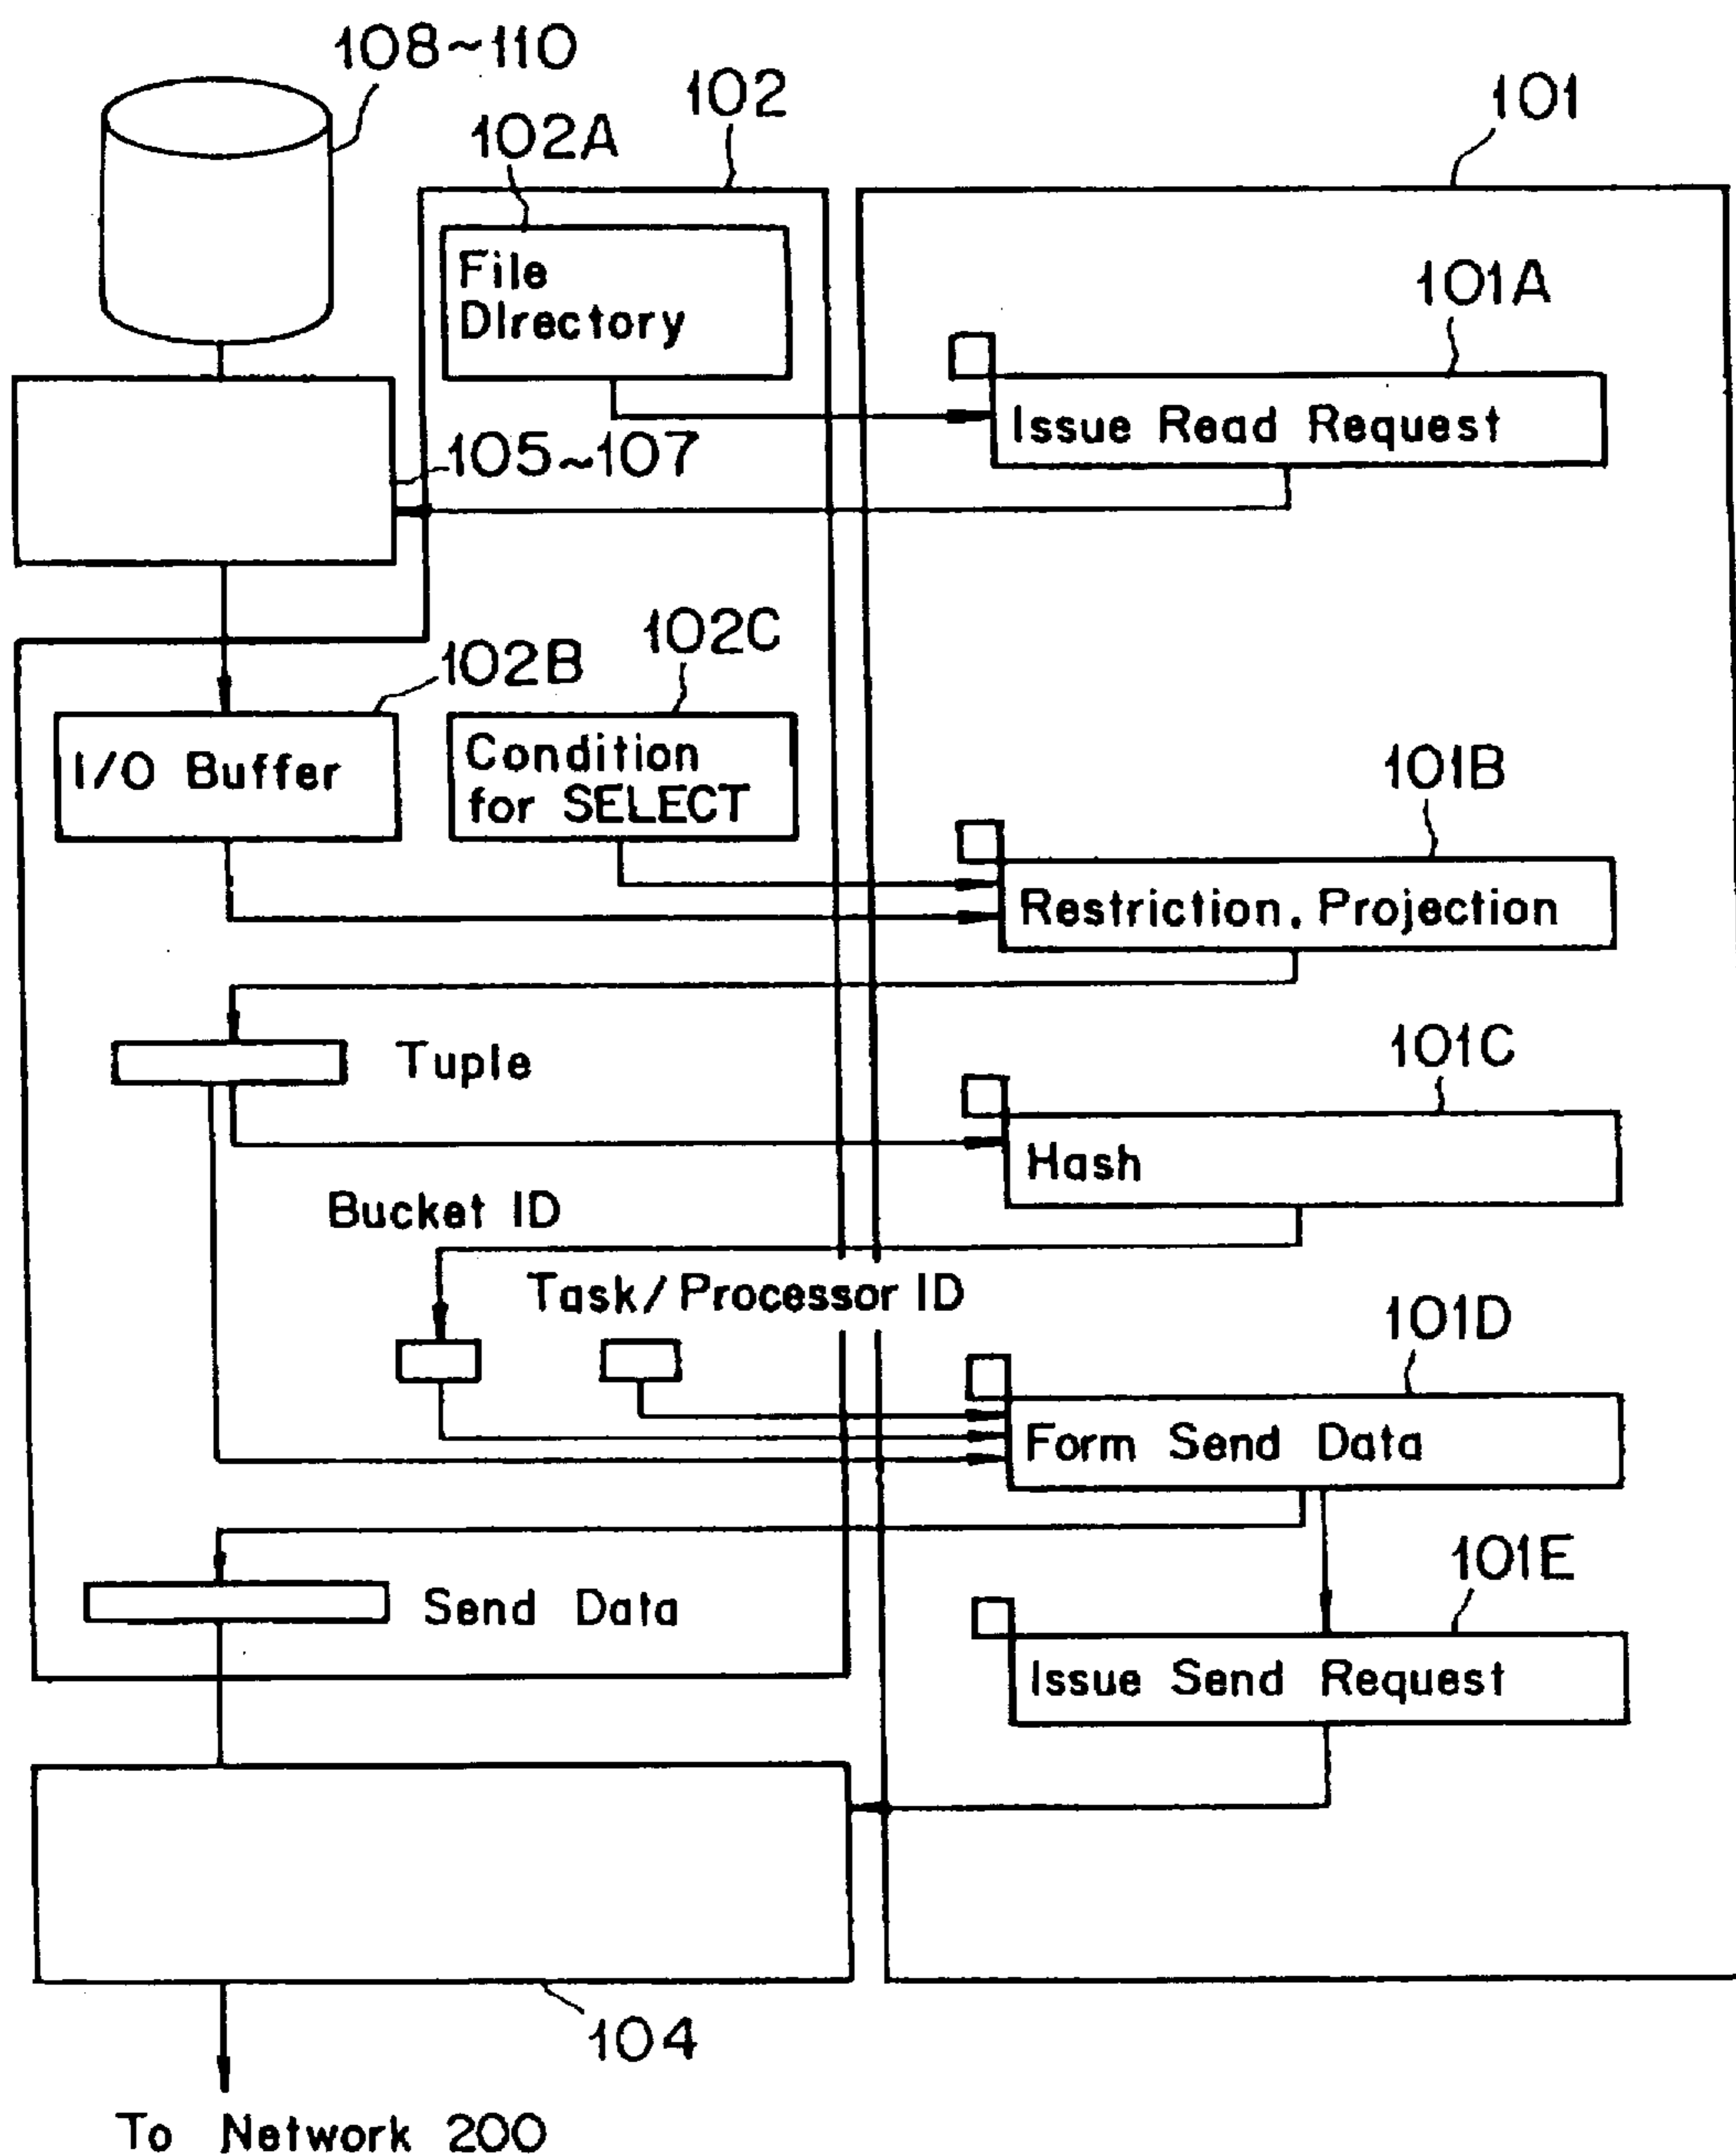 108~110
102
101
102A
File
DIrectory
101A
Issue Read Request
105~107
102C
102B
I/O Buffer
Condition
for SELECT
101B
Restriction. Projection
Tuple
101C
Hash
Bucket ID
Task/Processor ID
101D
Form Send Data
101E
Send Data
Issue Send Request
104
To Network 200